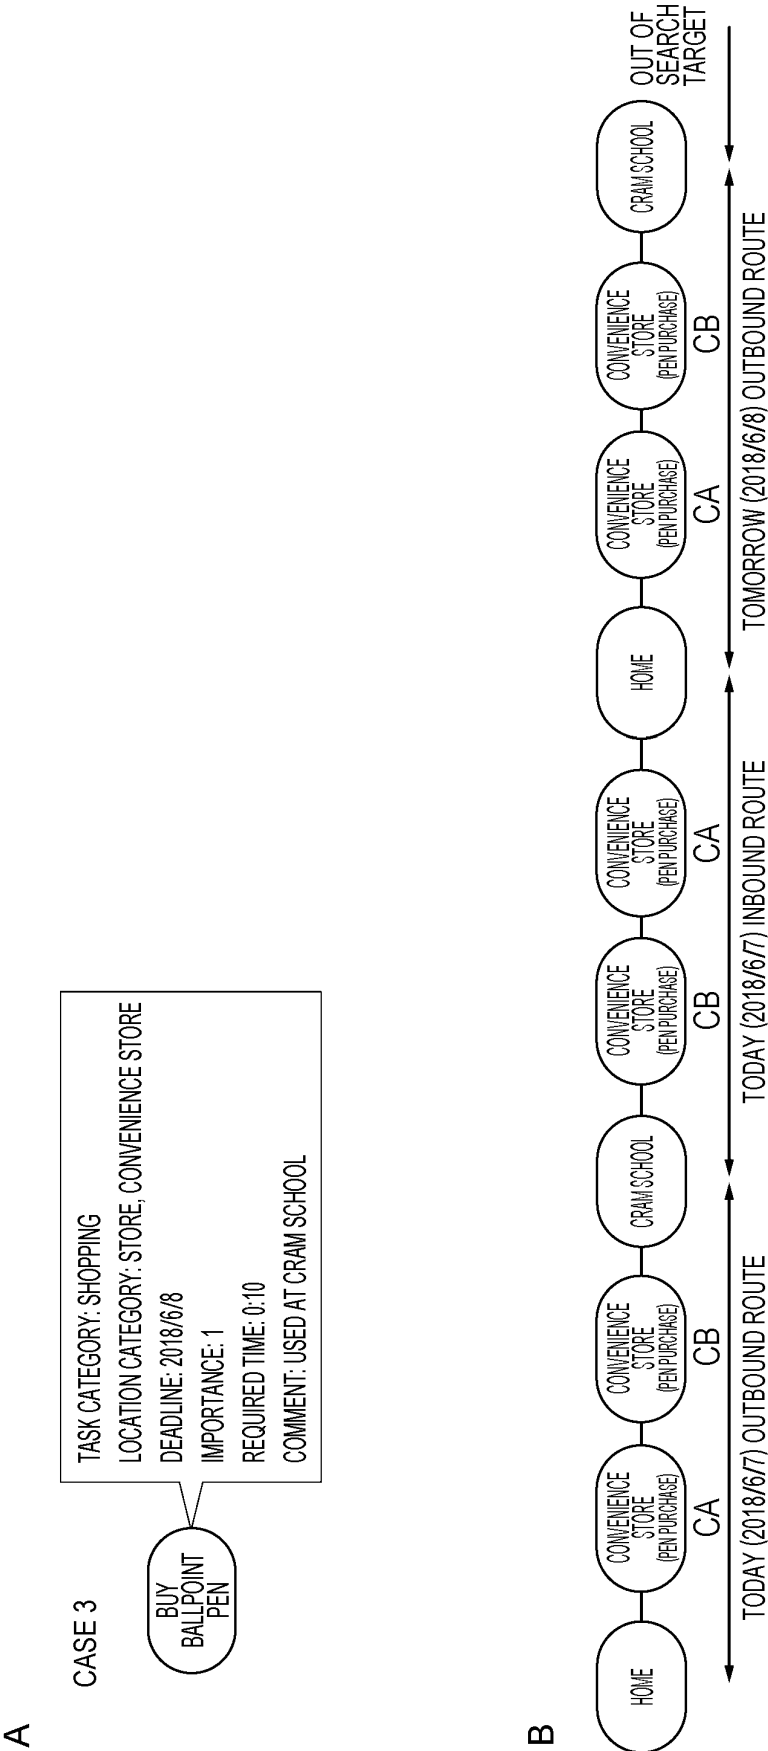 A
CASE 3
BUY
BALLPOINT
PEN
TASK CATEGORY: SHOPPING
LOCATION CATEGORY: STORE, CONVENIENCE STORE
DEADLINE: 2018/6/8
IMPORTANCE: 1
REQUIRED TIME: 0:10
COMMENT: USED AT CRAM SCHOOL
B
HOME
CONVENIENCE
STORE
(PEN PURCHASE)
CA
CONVENIENCE
STORE
(PEN PURCHASE)
CB
CRAM SCHOOL
CONVENIENCE
STORE
(PEN PURCHASE)
CB
CONVENIENCE
STORE
(PEN PURCHASE)
CA
HOME
CONVENIENCE
STORE
(PEN PURCHASE)
CA
CONVENIENCE
STORE
(PEN PURCHASE)
CB
CRAM SCHOOL
OUT OF
SEARCH
TARGET
TODAY (2018/6/7) OUTBOUND ROUTE
TODAY (2018/6/7) INBOUND ROUTE
TOMORROW (2018/6/8) OUTBOUND ROUTE